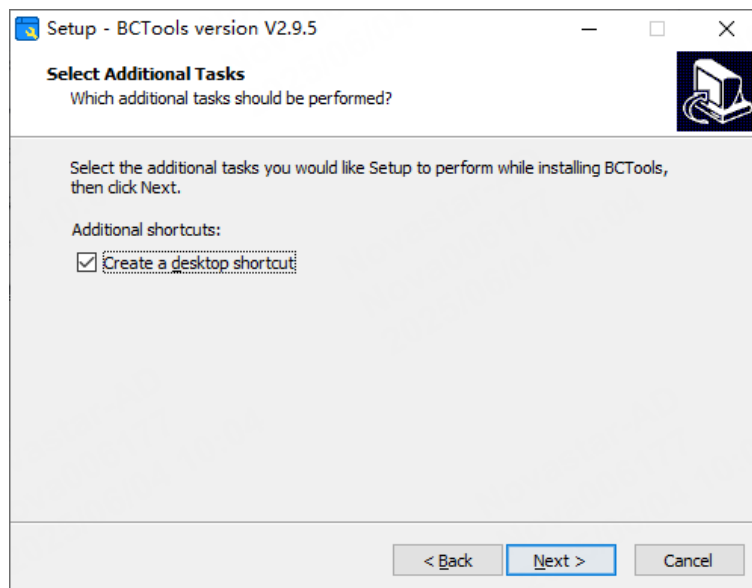 Setup - BCTools version V2.9.5
Select Additional Tasks
Which additional tasks should be performed?
Select the additional tasks you would like Setup to perform while installing BCTools,
then click Next.
Additional shortcuts:
Create a desktop shortcut
< Back
Next >
Cancel